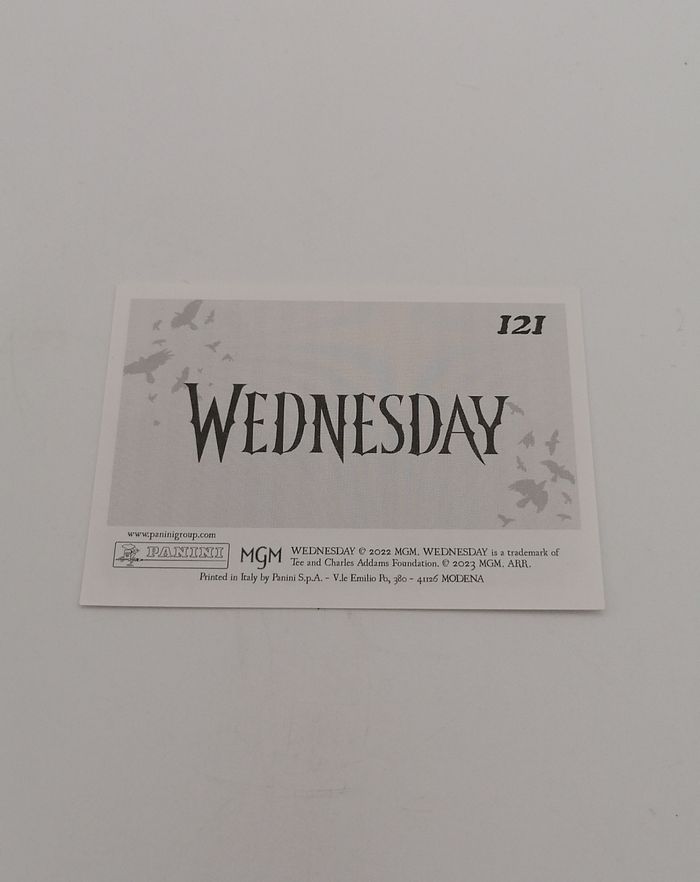 121
WEDNESDAY
www.paninigroup.com
PANINI
MGM
WEDNESDAY © 2022 MGM. WEDNESDAY is a trademark of
Tee and Charles Addams Foundation. © 2023 MGM. ARR.
Printed in Italy by Panini S.p.A. - V.le Emilio Po, 380 - 41126 MODENA